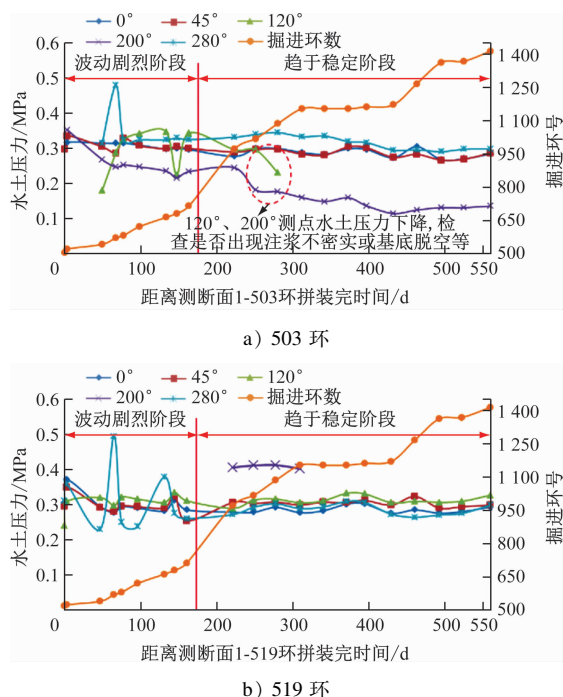 0° 45° 120°
200° 280° 掘进环数
0.6 1 400
波动剧烈阶段 趋于稳定阶段
0.5 1 250
0.4 1 100
0.3 950
0.2 800
0.1 650
水土压力/MPa
掘进环号
120°、200°测点水土压力下降,检
查是否出现注浆不密实或基底脱空等
500
0 100 200 300 400 500 550
距离测断面1-503环拼装完时间/d
a) 503 环
0° 45° 120°
200° 280° 掘进环数
0.6 1 400
波动剧烈阶段 趋于稳定阶段
0.5 1 250
0.4 1 100
0.3 950
0.2 800
0.1 650
水土压力/MPa
掘进环号
500
0 100 200 300 400 500 550
距离测断面1-519环拼装完时间/d
b) 519 环